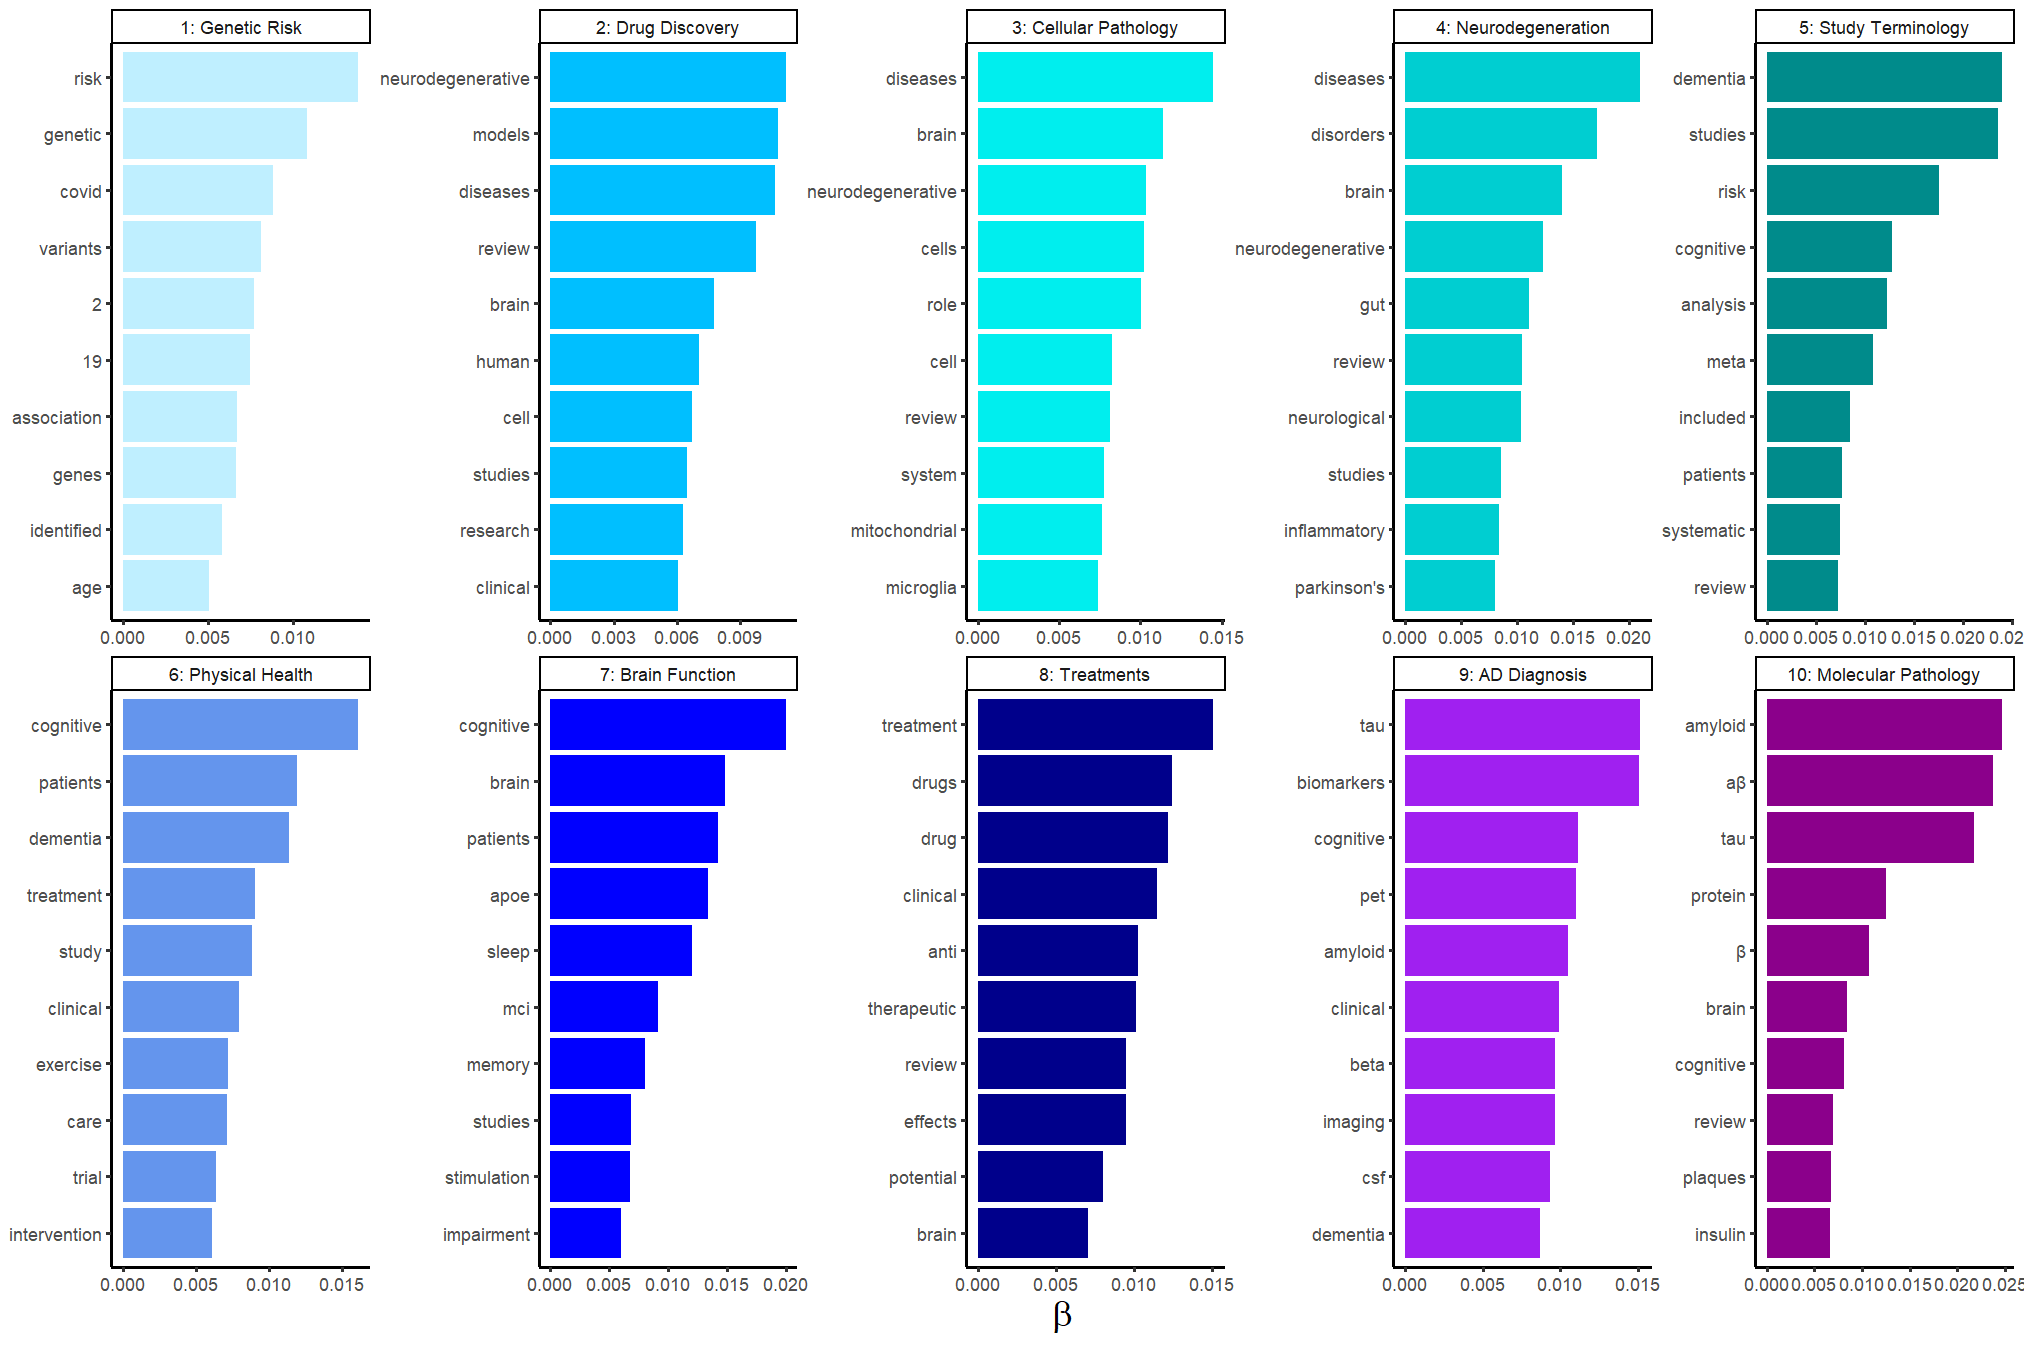 1: Genetic Risk
risk
genetic
covid
variants
2
19
association
genes
identified
age
0.000 0.005 0.010
2: Drug Discovery
neurodegenerative
models
diseases
review
brain
human
cell
studies
research
clinical
0.000 0.003 0.006 0.009
3: Cellular Pathology
diseases
brain
neurodegenerative
cells
role
cell
review
system
mitochondrial
microglia
0.000 0.005 0.010 0.015
4: Neurodegeneration
diseases
disorders
brain
neurodegenerative
gut
review
neurological
studies
inflammatory
parkinson's
0.000 0.005 0.010 0.015 0.020
5: Study Terminology
dementia
studies
risk
cognitive
analysis
meta
included
patients
systematic
review
0.000 0.005 0.010 0.015 0.020 0.02
6: Physical Health
cognitive
patients
dementia
treatment
study
clinical
exercise
care
trial
intervention
0.000 0.005 0.010 0.015
7: Brain Function
cognitive
brain
patients
apoe
sleep
mci
memory
studies
stimulation
impairment
0.000 0.005 0.010 0.015 0.020
8: Treatments
treatment
drugs
drug
clinical
anti
therapeutic
review
effects
potential
brain
0.000 0.005 0.010 0.015
9: AD Diagnosis
tau
biomarkers
cognitive
pet
amyloid
clinical
beta
imaging
csf
dementia
0.000 0.005 0.010 0.015
10: Molecular Pathology
amyloid
aβ
tau
protein
β
brain
cognitive
review
plaques
insulin
0.000 0.005 0.010 0.015 0.020 0.025
β